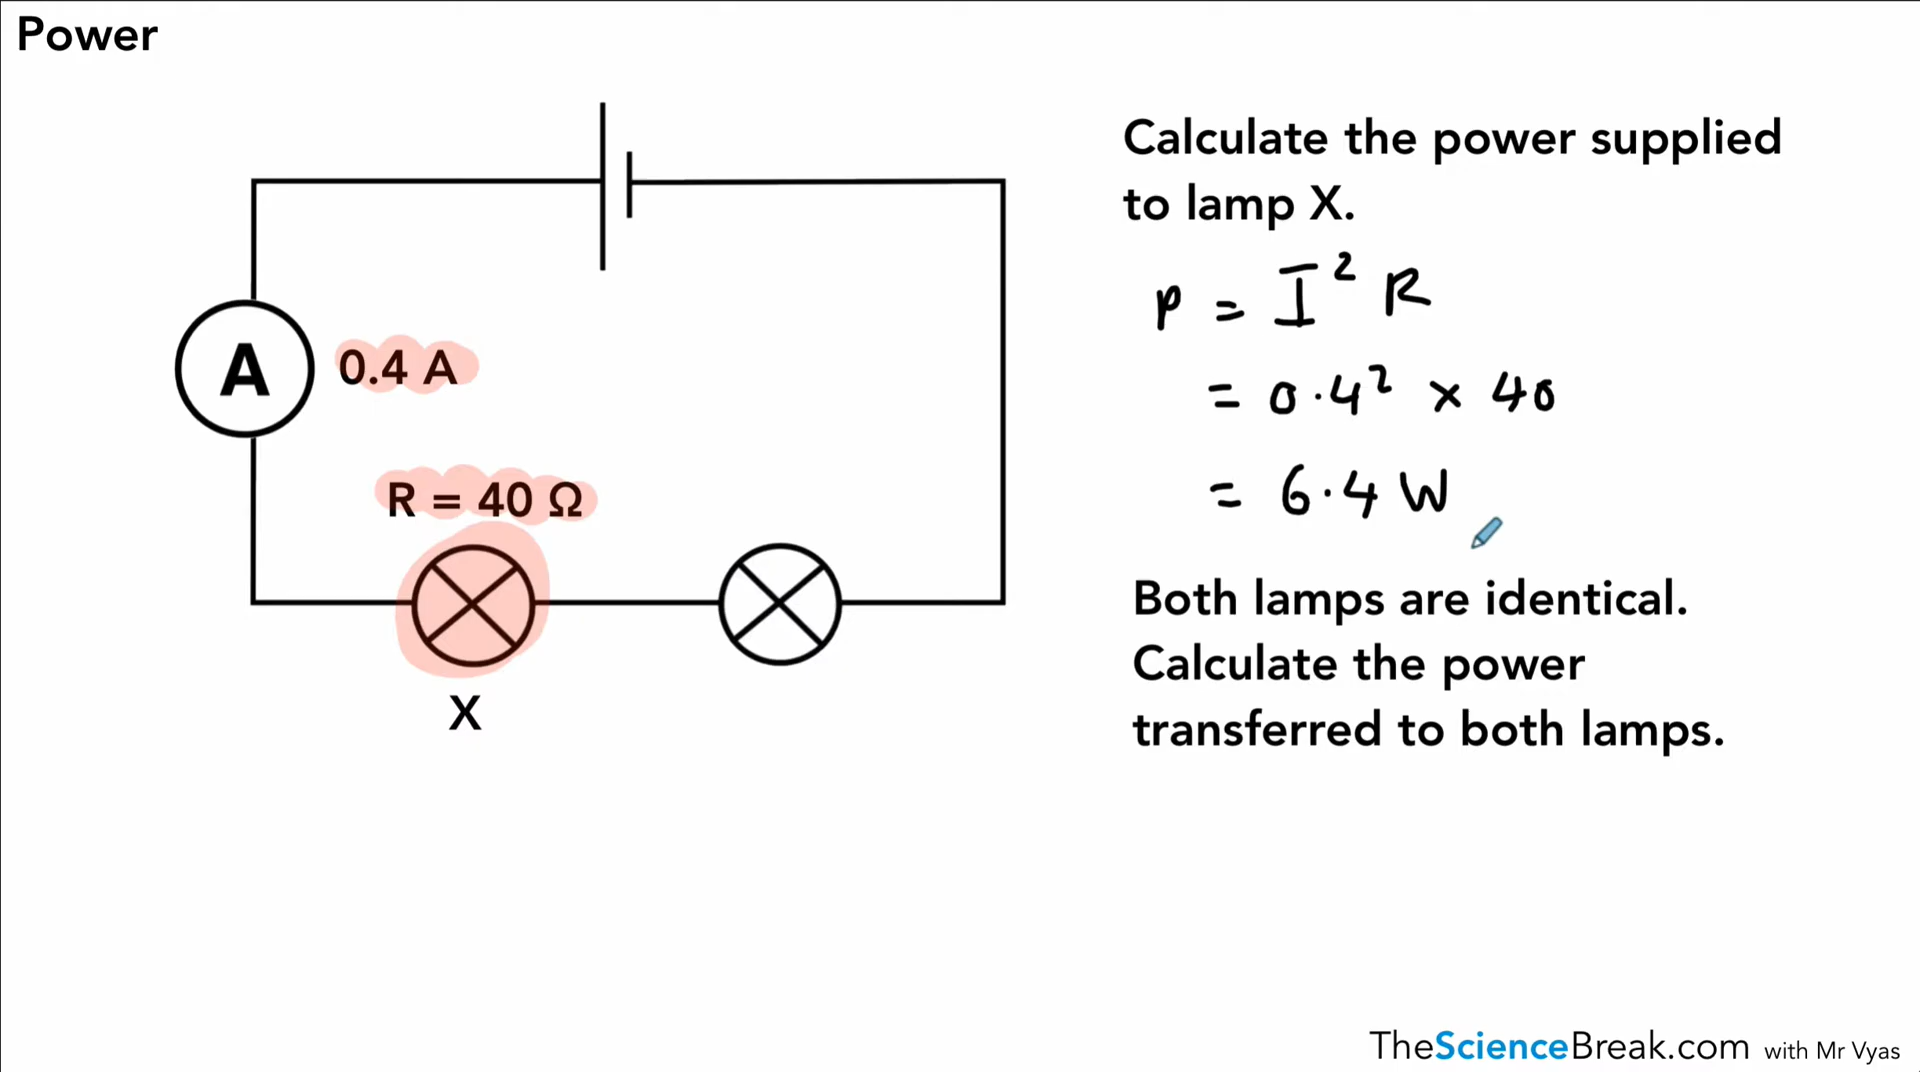 Power
Calculate the power supplied
to lamp X.
P = I² R
= 0.4² × 40
= 6.4 W
A
0.4 A
R = 40 Ω
X
Both lamps are identical.
Calculate the power
transferred to both lamps.
TheScienceBreak.com with Mr Vyas